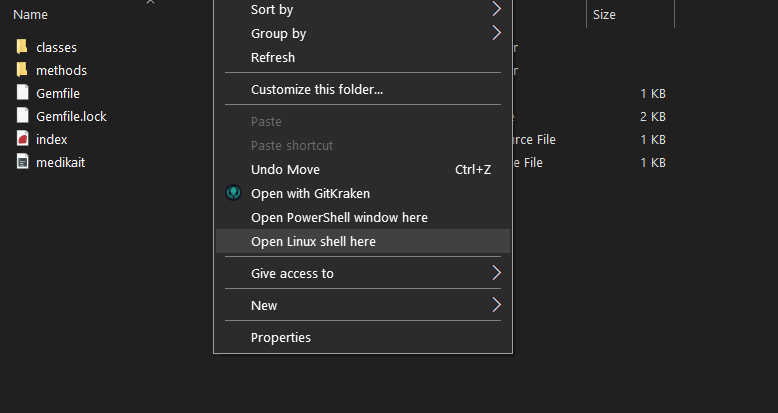 Name
Size
Sort by
Group by
Refresh
Customize this folder...
Paste
Paste shortcut
Undo Move Ctrl+Z
Open with GitKraken
Open PowerShell window here
Open Linux shell here
Give access to
New
Properties
classes
methods
Gemfile 1 KB
Gemfile.lock 2 KB
index urce File 1 KB
medikait e File 1 KB